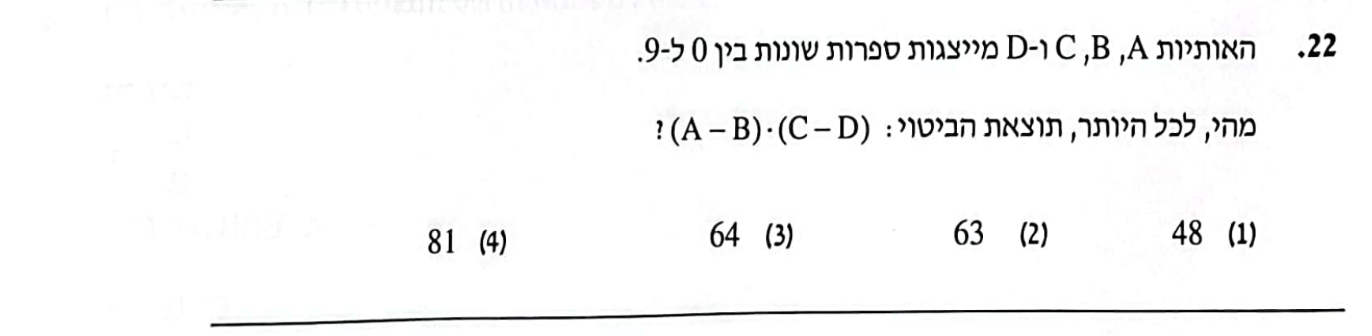 22. האותיות C ,B ,A ו-D מייצגות ספרות שונות בין 0 ל-9.
מהי, לכל היותר, תוצאת הביטוי: (A – B)·(C – D)?
(1) 48 (2) 63 (3) 64 (4) 81